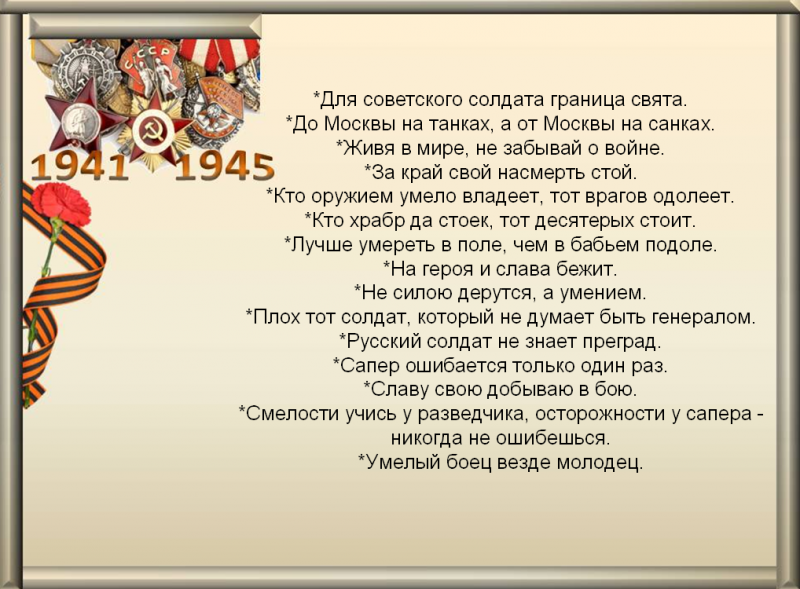 СССР
1941 1945
*Для советского солдата граница свята.
*До Москвы на танках, а от Москвы на санках.
*Живя в мире, не забывай о войне.
*За край свой насмерть стой.
*Кто оружием умело владеет, тот врагов одолеет.
*Кто храбр да стоек, тот десятерых стоит.
*Лучше умереть в поле, чем в бабьем подоле.
*На героя и слава бежит.
*Не силою дерутся, а умением.
*Плох тот солдат, который не думает быть генералом.
*Русский солдат не знает преград.
*Сапер ошибается только один раз.
*Славу свою добываю в бою.
*Смелости учись у разведчика, осторожности у сапера -
никогда не ошибешься.
*Умелый боец везде молодец.